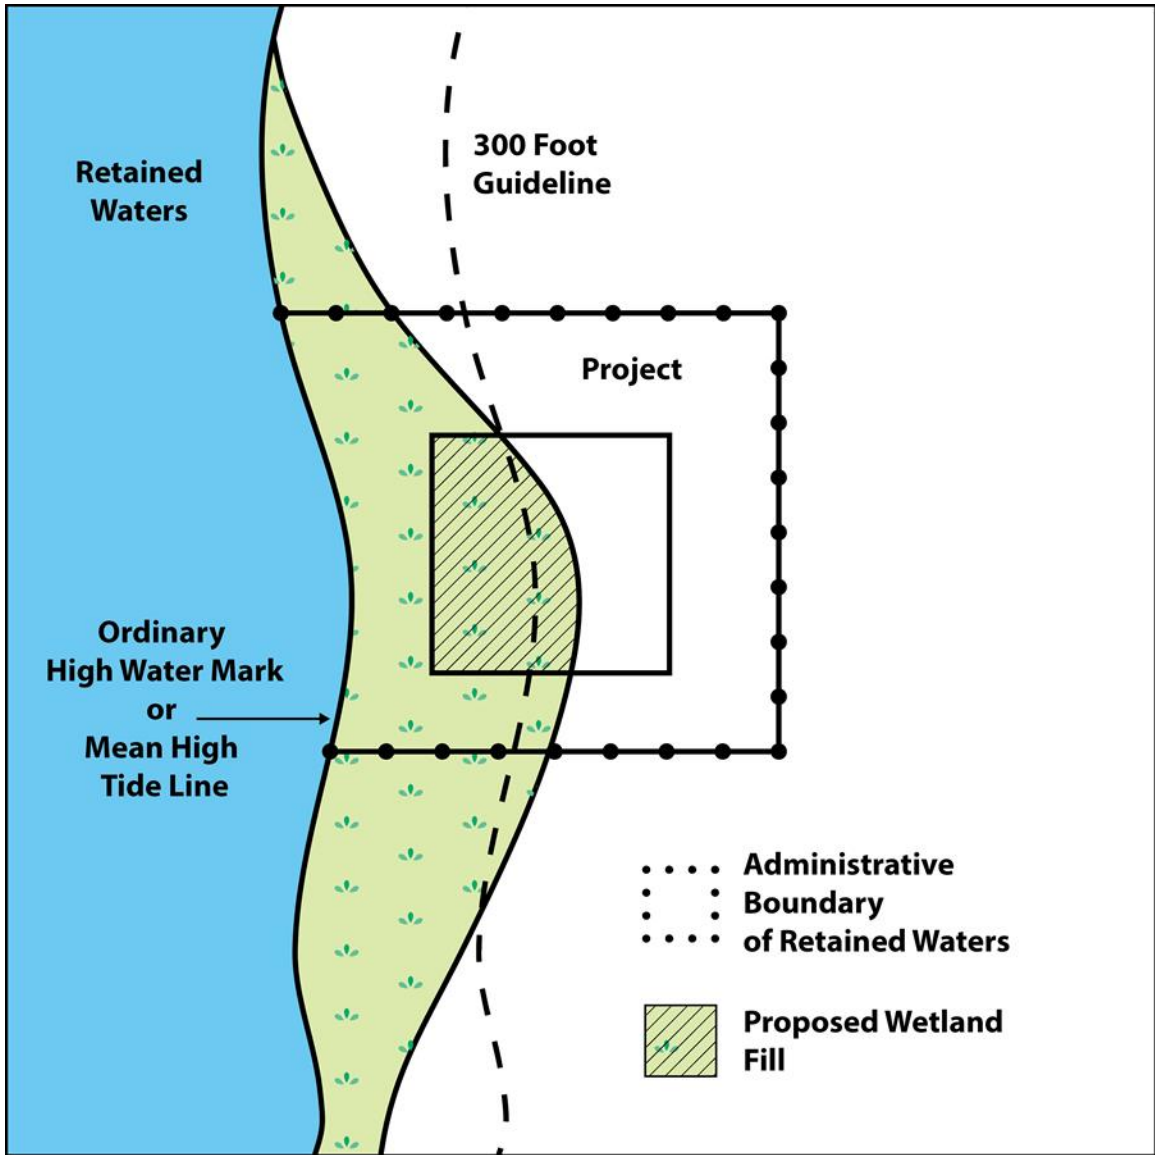 Retained
Waters
300 Foot
Guideline
Project
Ordinary
High Water Mark
or
Mean High
Tide Line
Administrative
Boundary
of Retained Waters
Proposed Wetland
Fill